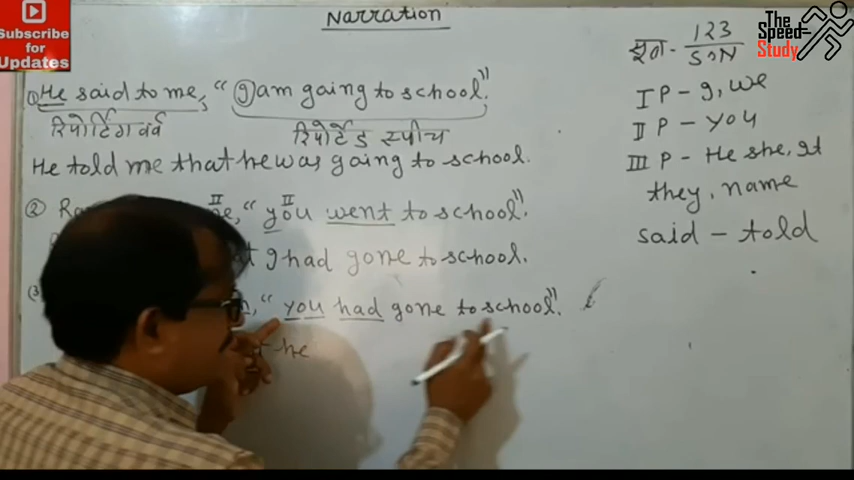 Subscribe
for
Updates
The
Speed
Study
Narration
① He said to me, "I am going to school".
रिपोर्टिंग वर्व
रिपोर्टेड स्पीच
He told me that he was going to school.
② , "you went to school".
II
II
I had gone to school.
, "you had gone to school".
he
सूत्र - 123
SON
I P - I, we
II P - you
III P - He she, It
they, name
said - told